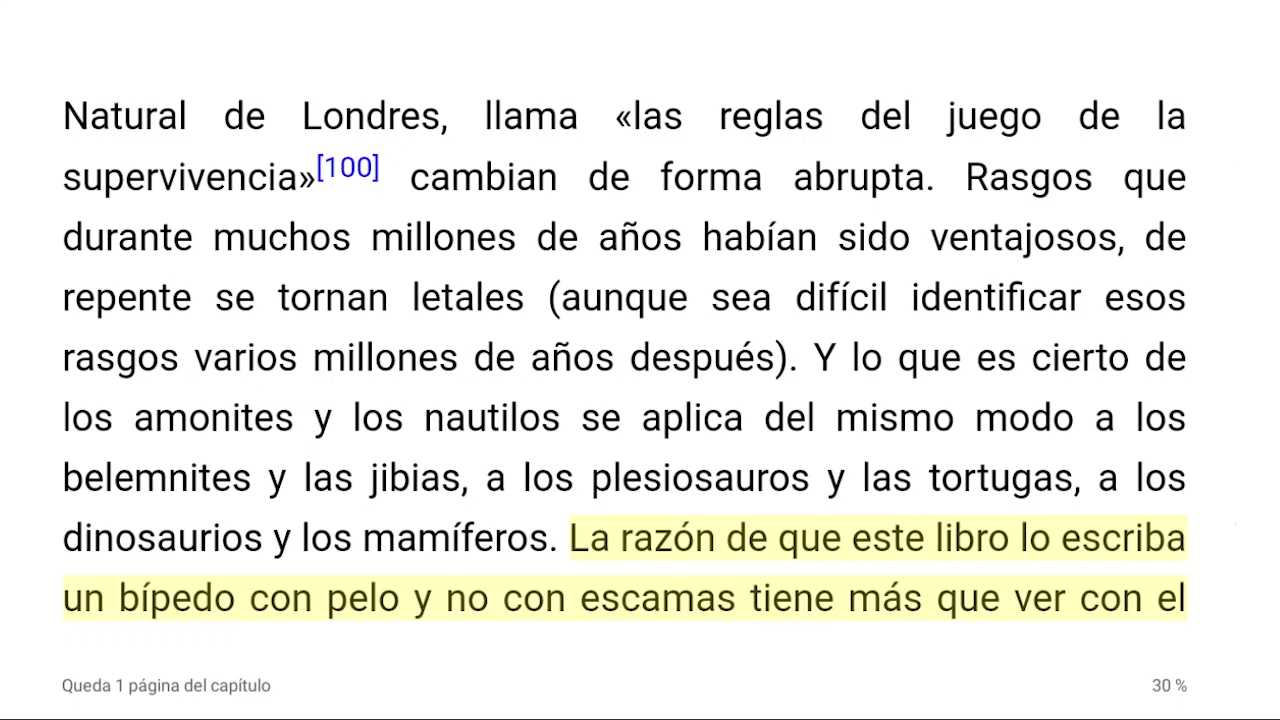 Natural de Londres, llama «las reglas del juego de la
supervivencia»[100] cambian de forma abrupta. Rasgos que
durante muchos millones de años habían sido ventajosos, de
repente se tornan letales (aunque sea difícil identificar esos
rasgos varios millones de años después). Y lo que es cierto de
los amonites y los nautilos se aplica del mismo modo a los
belemnites y las jibias, a los plesiosauros y las tortugas, a los
dinosaurios y los mamíferos. La razón de que este libro lo escriba
un bípedo con pelo y no con escamas tiene más que ver con el
Queda 1 página del capítulo
30 %